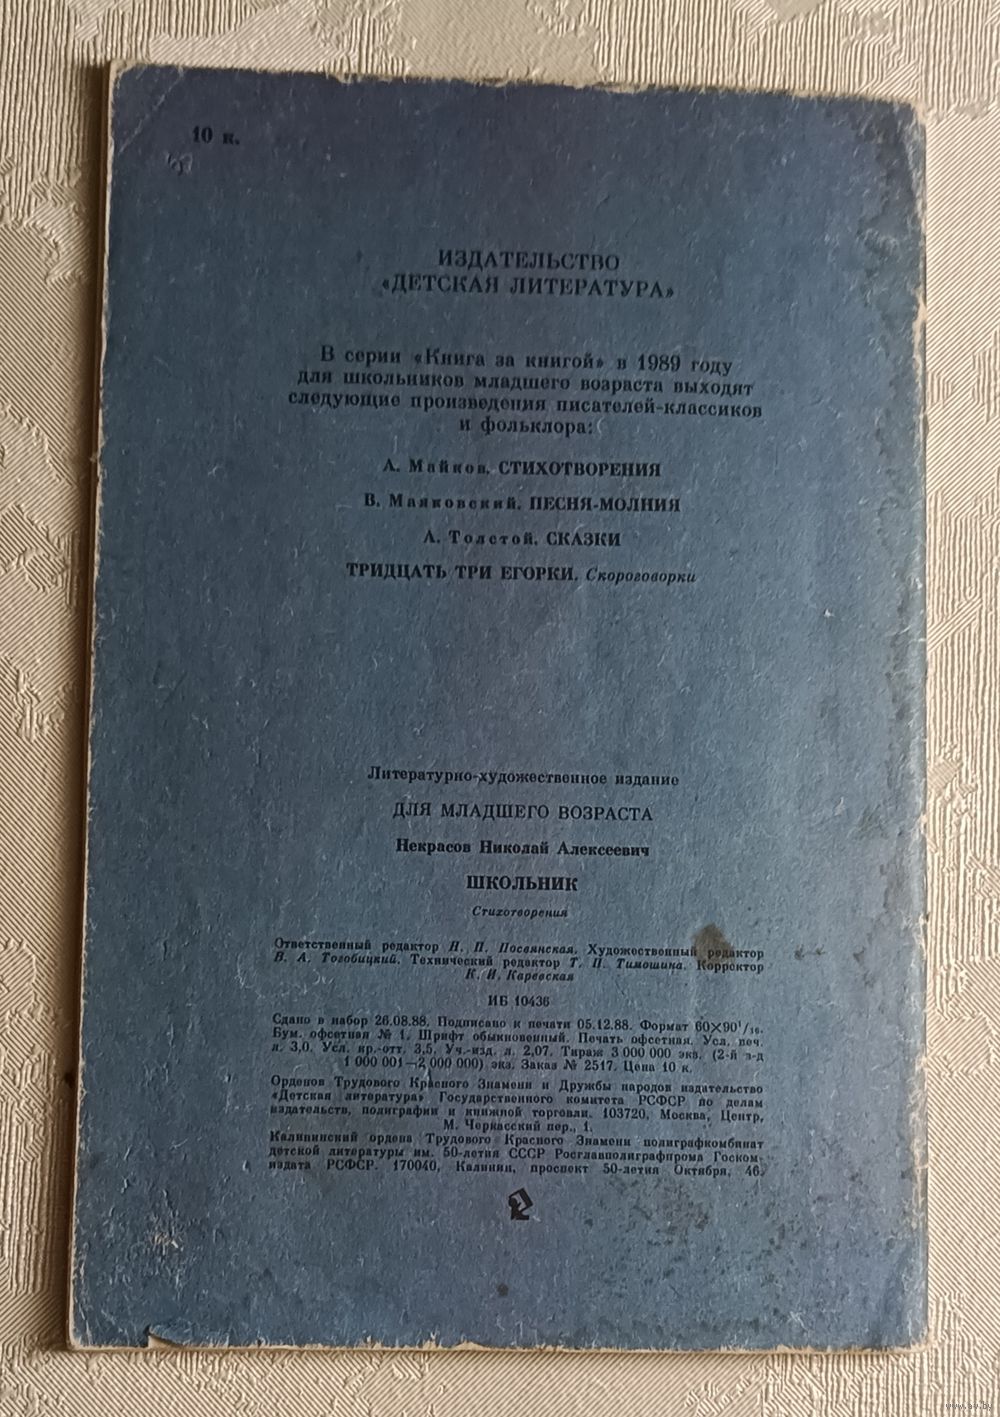 10 к.
ИЗДАТЕЛЬСТВО
«ДЕТСКАЯ ЛИТЕРАТУРА»
В серии «Книга за книгой» в 1989 году
для школьников младшего возраста выходят
следующие произведения писателей-классиков
и фольклора:
А. Майков. СТИХОТВОРЕНИЯ
В. Маяковский. ПЕСНЯ-МОЛНИЯ
А. Толстой. СКАЗКИ
ТРИДЦАТЬ ТРИ ЕГОРКИ. Скороговорки
Литературно-художественное издание
ДЛЯ МЛАДШЕГО ВОЗРАСТА
Некрасов Николай Алексеевич
ШКОЛЬНИК
Стихотворения
Ответственный редактор Н. П. Посвянская. Художественный редактор
В. А. Тогобицкий. Технический редактор Т. П. Тимошина. Корректор
К. И. Каревская
ИБ 10436
Сдано в набор 26.08.88. Подписано к печати 05.12.88. Формат 60×90 1/16.
Бум. офсетная № 1. Шрифт обыкновенный. Печать офсетная. Усл. печ.
л. 3,0. Усл. кр.-отт. 3,5. Уч.-изд. л. 2,07. Тираж 3 000 000 экз. (2-й з-д
1 000 001—2 000 000) экз. Заказ № 2517. Цена 10 к.
Орденов Трудового Красного Знамени и Дружбы народов издательство
«Детская литература» Государственного комитета РСФСР по делам
издательств, полиграфии и книжной торговли. 103720, Москва, Центр,
М. Черкасский пер., 1.
Калининский ордена Трудового Красного Знамени полиграфкомбинат
детской литературы им. 50-летия СССР Росглавполиграфпрома Госком-
издата РСФСР. 170040, Калинин, проспект 50-летия Октября, 46.
www.av.by